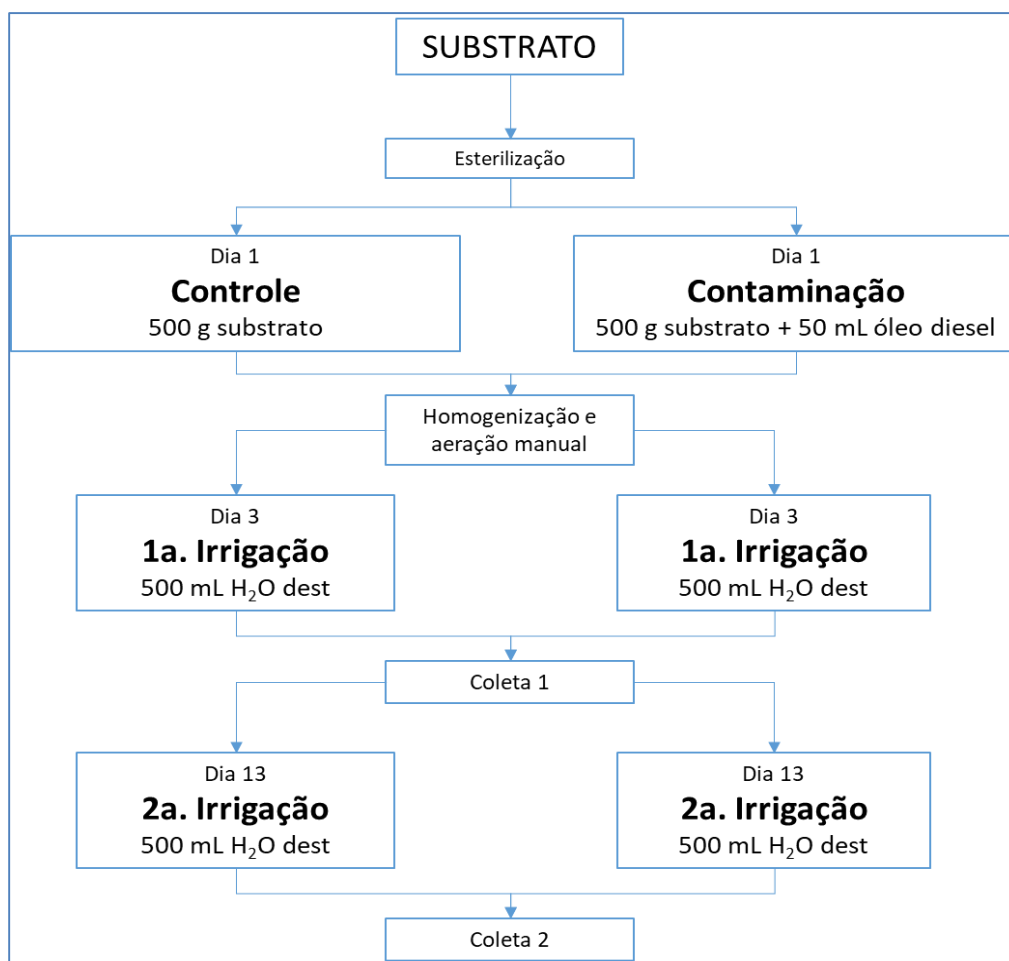 SUBSTRATO
Esterilização
Dia 1
Controle
500 g substrato
Dia 1
Contaminação
500 g substrato + 50 mL óleo diesel
Homogenização e
aeração manual
Dia 3
1a. Irrigação
500 mL H₂O dest
Dia 3
1a. Irrigação
500 mL H₂O dest
Coleta 1
Dia 13
2a. Irrigação
500 mL H₂O dest
Dia 13
2a. Irrigação
500 mL H₂O dest
Coleta 2